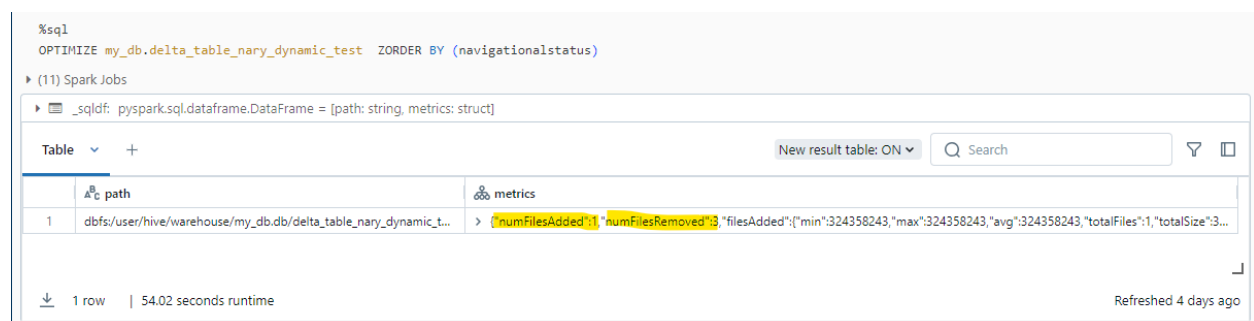 %sql
OPTIMIZE my_db.delta_table_nary_dynamic_test ZORDER BY (navigationalstatus)
(11) Spark Jobs
_sqldf: pyspark.sql.dataframe.DataFrame = [path: string, metrics: struct]
Table + New result table: ON Search
ABC path metrics
1 dbfs:/user/hive/warehouse/my_db.db/delta_table_nary_dynamic_t... > {"numFilesAdded":1,"numFilesRemoved":3,"filesAdded":{"min":324358243,"max":324358243,"avg":324358243,"totalFiles":1,"totalSize":3...
1 row | 54.02 seconds runtime Refreshed 4 days ago